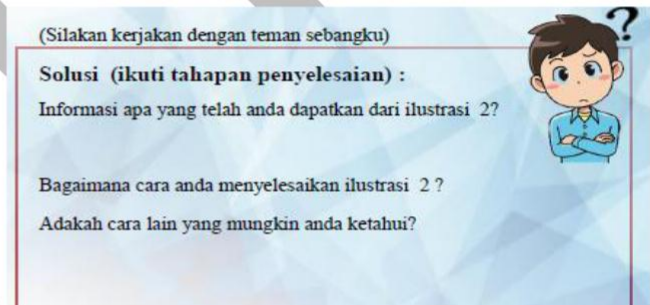 ?
(Silakan kerjakan dengan teman sebangku)
Solusi (ikuti tahapan penyelesaian) :
Informasi apa yang telah anda dapatkan dari ilustrasi 2?
Bagaimana cara anda menyelesaikan ilustrasi 2 ?
Adakah cara lain yang mungkin anda ketahui?